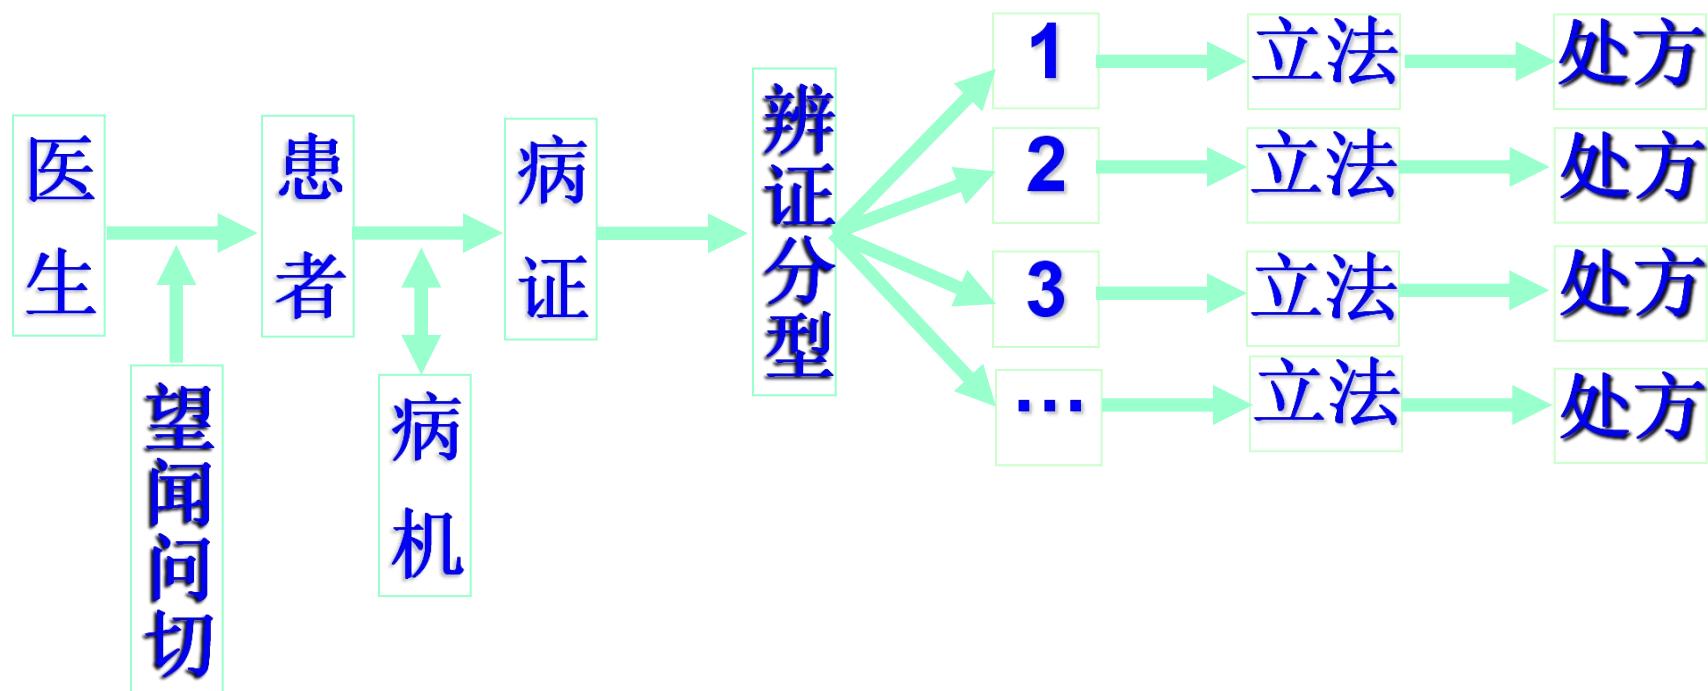 医生
望闻问切
患者
病机
病证
辨证分型
1 立法 处方
2 立法 处方
3 立法 处方
… 立法 处方